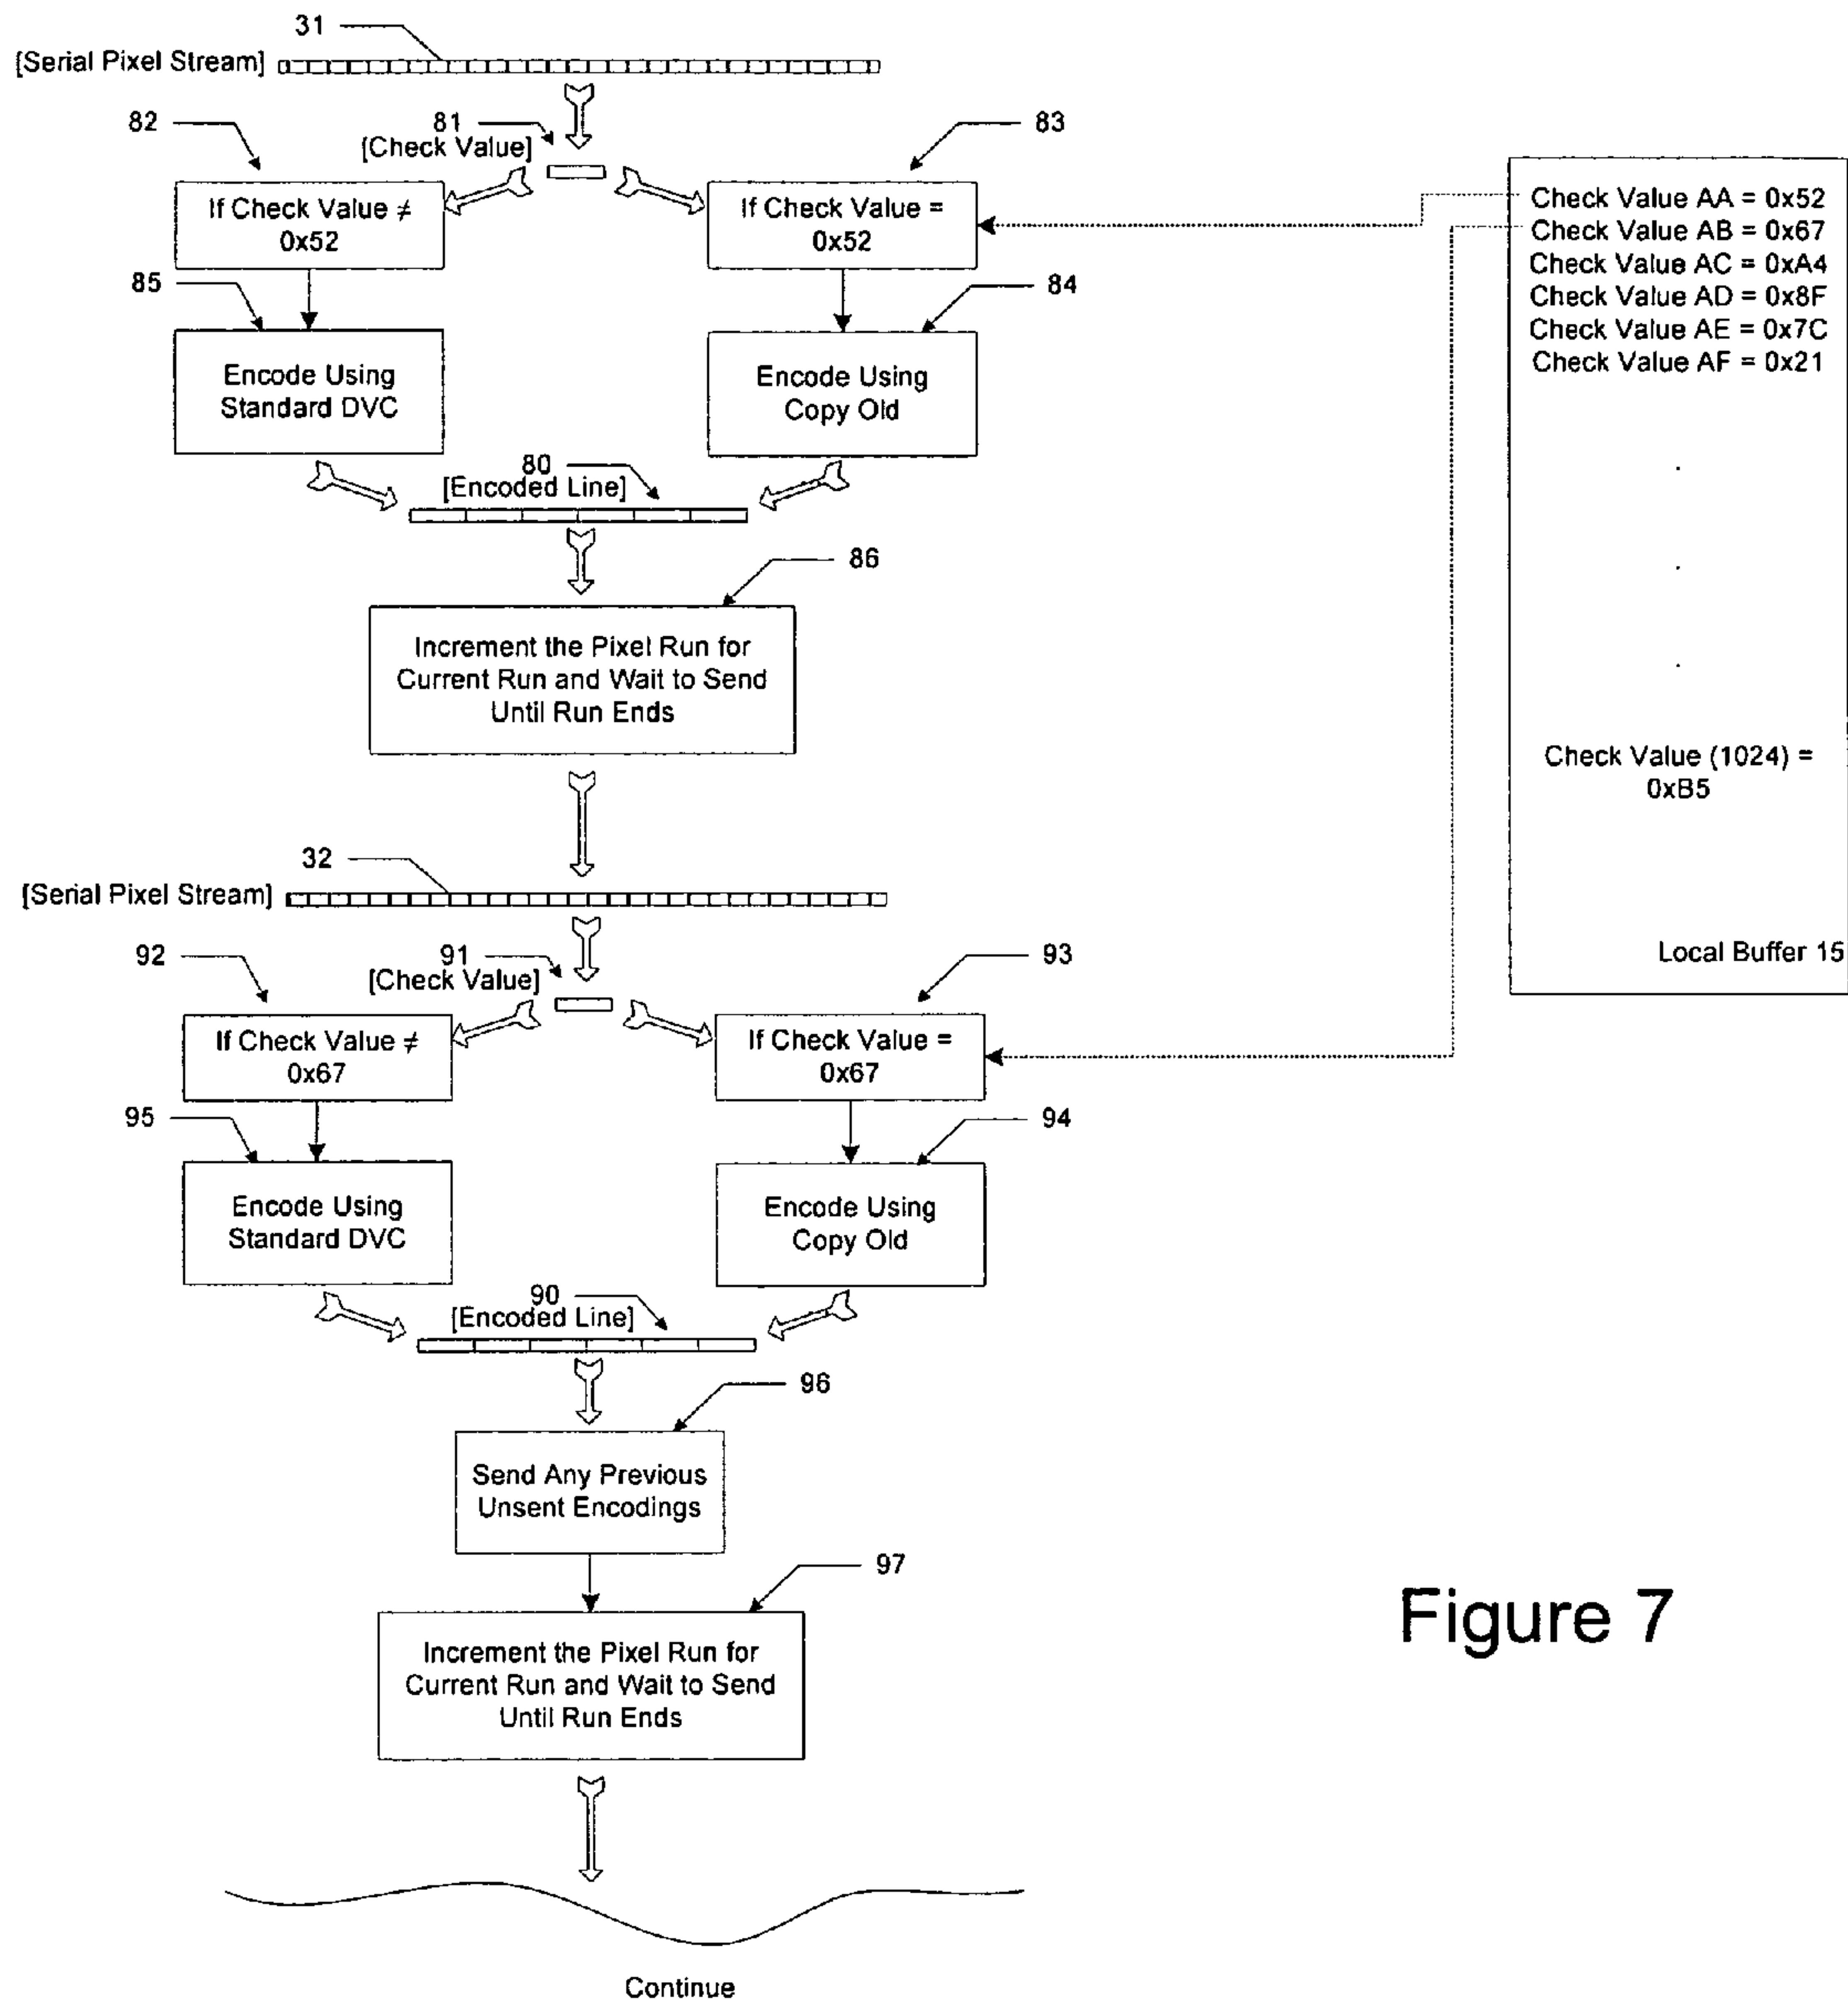 31
[Serial Pixel Stream]
82
81
[Check Value]
83
If Check Value ≠
0x52
If Check Value =
0x52
85
84
Encode Using
Standard DVC
Encode Using
Copy Old
80
[Encoded Line]
86
Increment the Pixel Run for
Current Run and Wait to Send
Until Run Ends
Check Value AA = 0x52
Check Value AB = 0x67
Check Value AC = 0xA4
Check Value AD = 0x8F
Check Value AE = 0x7C
Check Value AF = 0x21
.
.
.
Check Value (1024) =
0xB5
Local Buffer 15
32
[Serial Pixel Stream]
92
91
[Check Value]
93
If Check Value ≠
0x67
If Check Value =
0x67
95
94
Encode Using
Standard DVC
Encode Using
Copy Old
90
[Encoded Line]
96
Send Any Previous
Unsent Encodings
97
Increment the Pixel Run for
Current Run and Wait to Send
Until Run Ends
Continue
Figure 7